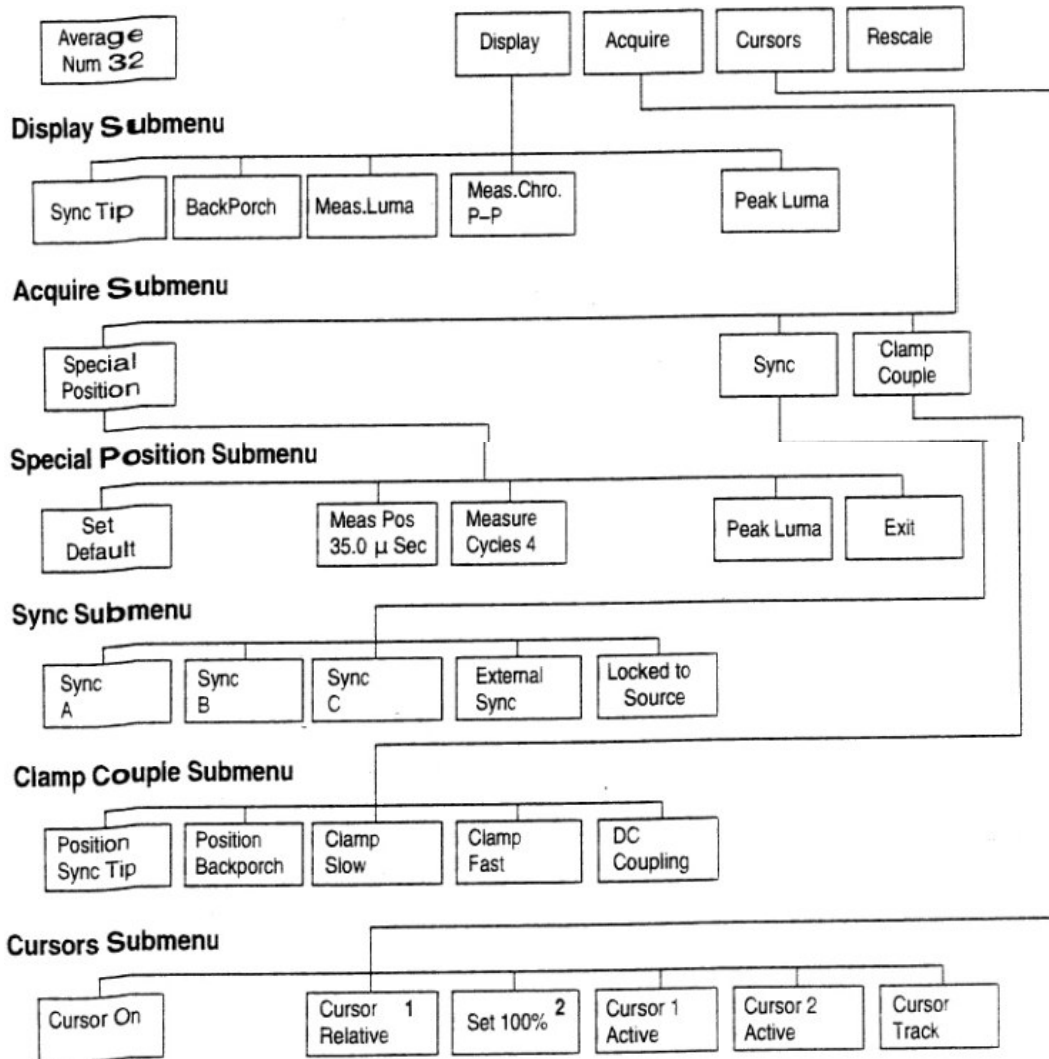 Average
Num 32
Display
Acquire
Cursors
Rescale
Display Submenu
Sync Tip
BackPorch
Meas.Luma
Meas.Chro.
P–P
Peak Luma
Acquire Submenu
Special
Position
Sync
Clamp
Couple
Special Position Submenu
Set
Default
Meas Pos
35.0 µ Sec
Measure
Cycles 4
Peak Luma
Exit
Sync Submenu
Sync
A
Sync
B
Sync
C
External
Sync
Locked to
Source
Clamp Couple Submenu
Position
Sync Tip
Position
Backporch
Clamp
Slow
Clamp
Fast
DC
Coupling
Cursors Submenu
Cursor On
Cursor 1
Relative
Set 100% 2
Cursor 1
Active
Cursor 2
Active
Cursor
Track